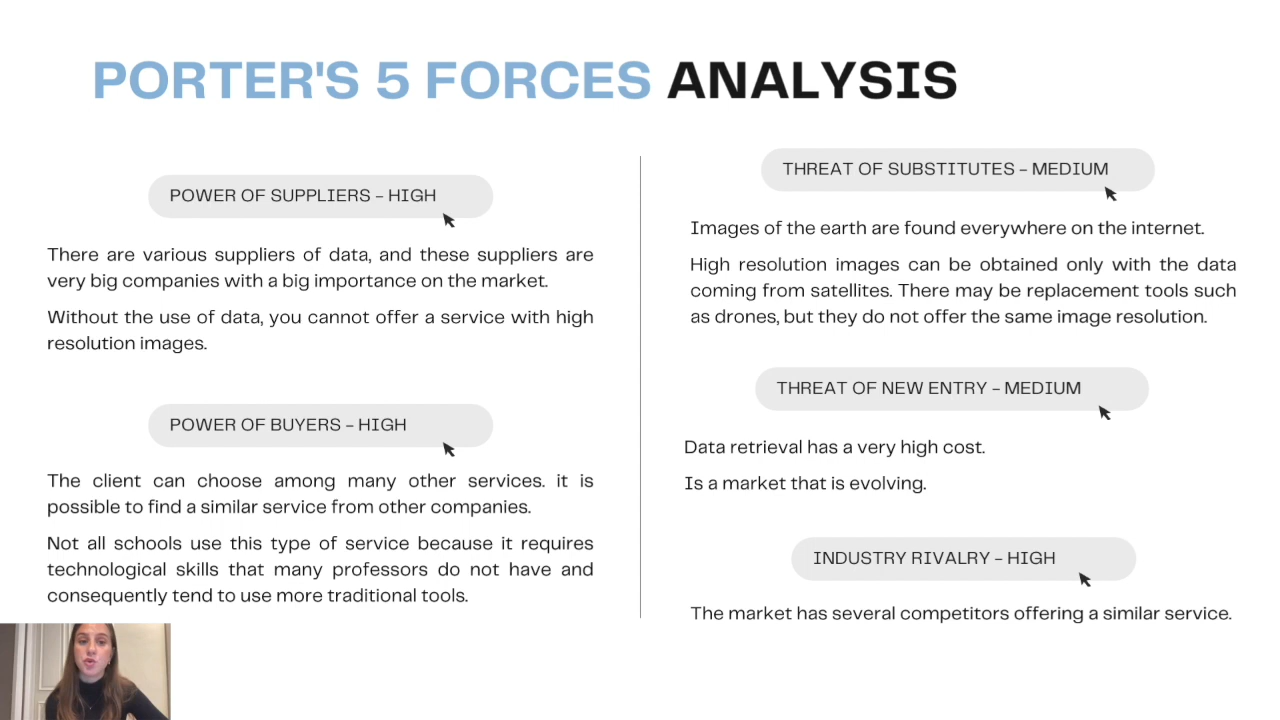 PORTER'S 5 FORCES ANALYSIS
POWER OF SUPPLIERS - HIGH
There are various suppliers of data, and these suppliers are
very big companies with a big importance on the market.
Without the use of data, you cannot offer a service with high
resolution images.
POWER OF BUYERS - HIGH
The client can choose among many other services. it is
possible to find a similar service from other companies.
Not all schools use this type of service because it requires
technological skills that many professors do not have and
consequently tend to use more traditional tools.
THREAT OF SUBSTITUTES - MEDIUM
Images of the earth are found everywhere on the internet.
High resolution images can be obtained only with the data
coming from satellites. There may be replacement tools such
as drones, but they do not offer the same image resolution.
THREAT OF NEW ENTRY - MEDIUM
Data retrieval has a very high cost.
Is a market that is evolving.
INDUSTRY RIVALRY - HIGH
The market has several competitors offering a similar service.